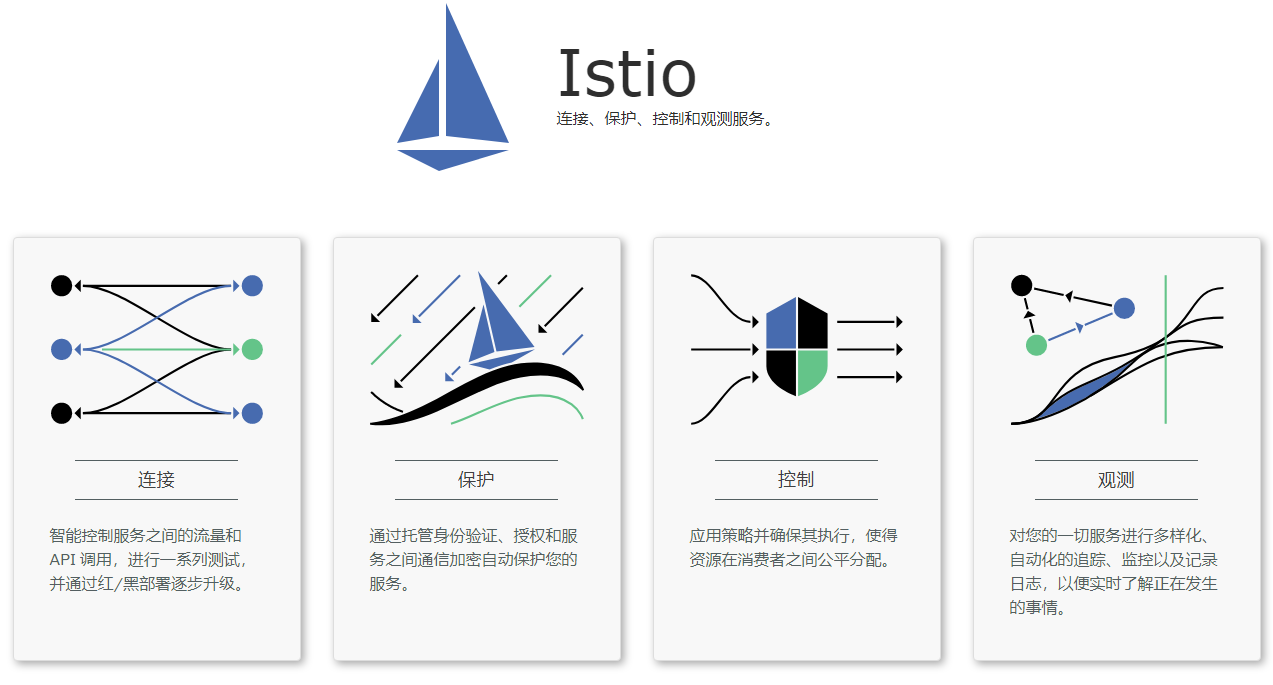 Istio
连接、保护、控制和观测服务。
连接
智能控制服务之间的流量和
API 调用，进行一系列测试，
并通过红/黑部署逐步升级。
保护
通过托管身份验证、授权和服
务之间通信加密自动保护您的
服务。
控制
应用策略并确保其执行，使得
资源在消费者之间公平分配。
观测
对您的一切服务进行多样化、
自动化的追踪、监控以及记录
日志，以便实时了解正在发生
的事情。